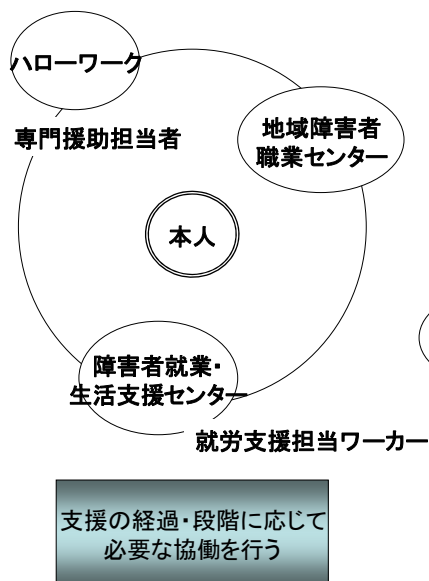 ハローワーク
専門援助担当者
地域障害者
職業センター
本人
障害者就業・
生活支援センター
就労支援担当ワーカー
支援の経過・段階に応じて
必要な協働を行う